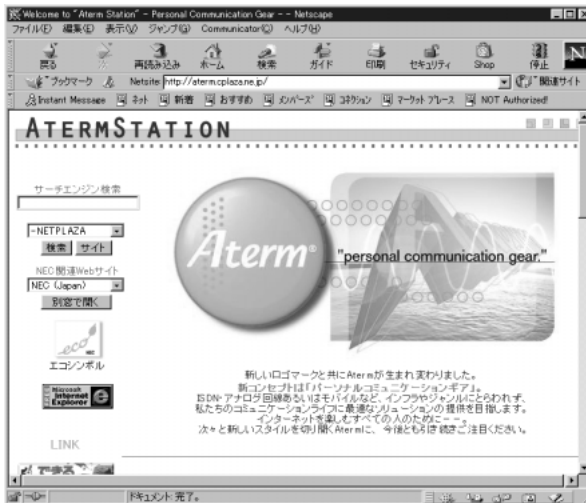 Welcome to "Aterm Station" - Personal Communication Gear - - Netscape
ファイル(F) 編集(E) 表示(V) ジャンプ(G) Communicator(C) ヘルプ(H)
戻る 再読み込み ホーム 検索 ガイド 印刷 セキュリティ Shop 停止 N
ブックマーク Netsite: http://aterm.cplaza.ne.jp/ 関連サイト
Instant Message ネット 新着 おすすめ メンバーズ コネクション マーケットプレース NOT Authorized!
ATERMSTATION
サーチエンジン検索
-NETPLAZA
検索 サイト
NEC関連Webサイト
NEC (Japan)
別窓で開く
eco NEC
エコシンボル
Microsoft Internet Explorer
LINK
できる
Aterm®
"personal communication gear."
新しいロゴマークと共にAtermが生まれ変わりました。
新コンセプトは「パーソナルコミュニケーションギア」。
ISDN・アナログ回線あるいはモバイルなど、インフラやジャンルにとらわれず、
私たちのコミュニケーションライフに最適なソリューションの提供を目指します。
インターネットを楽しむすべての人のために--。
次々と新しいスタイルを切り開くAtermに、今後とも引き続きご注目ください。
ドキュメント: 完了。